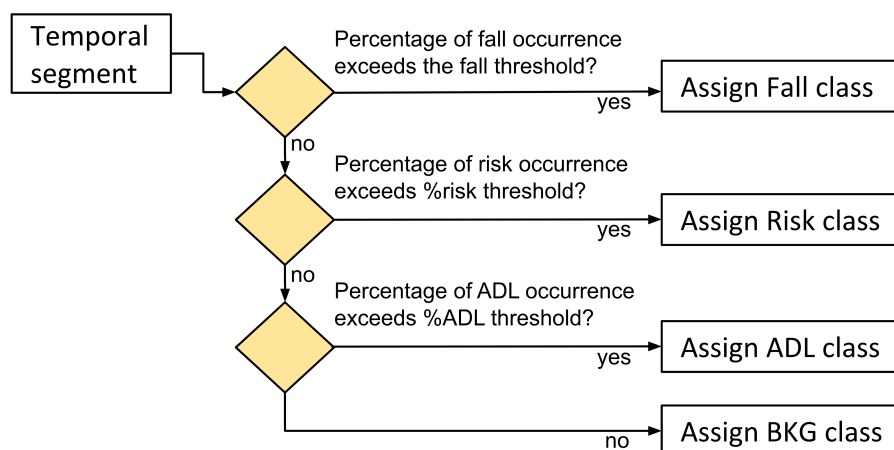 Temporal
segment
Percentage of fall occurrence
exceeds the fall threshold?
yes
Assign Fall class
no
Percentage of risk occurrence
exceeds %risk threshold?
yes
Assign Risk class
no
Percentage of ADL occurrence
exceeds %ADL threshold?
yes
Assign ADL class
no
Assign BKG class